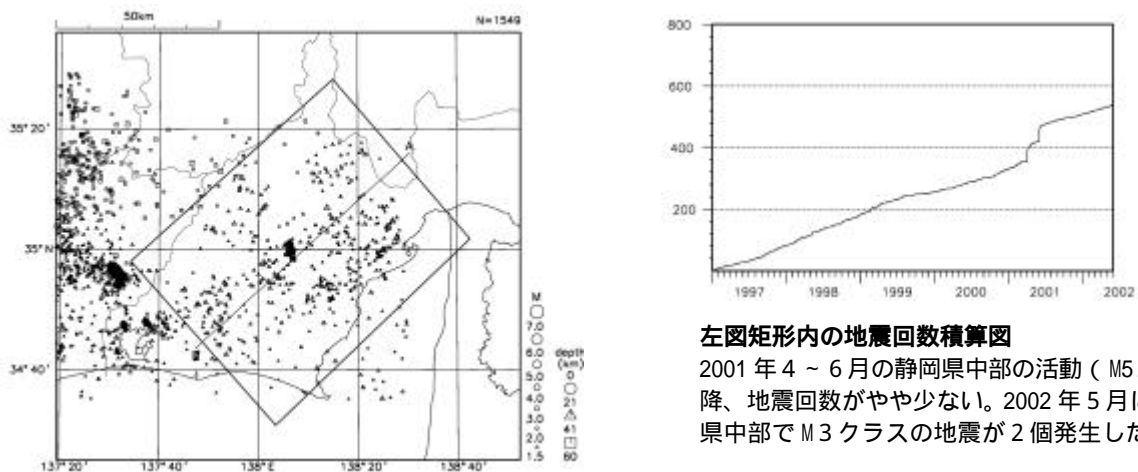 50km
N=1549
35°20'
35°N
34°40'
137°20'
137°40'
138°E
138°20'
138°40'
A
B
M
7.0
6.0
5.0
4.0
3.0
2.0
1.5
depth
(km)
0
21
41
60
800
600
400
200
1997
1998
1999
2000
2001
2002
左図矩形内の地震回数積算図
2001 年 4 ~ 6 月の静岡県中部の活動( M5
降、地震回数がやや少ない。2002 年 5 月
県中部で M3 クラスの地震が 2 個発生した